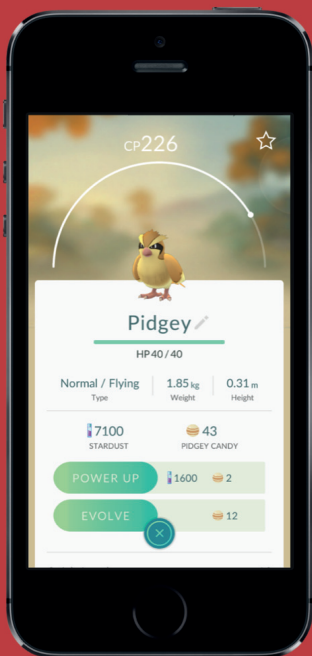 CP226
Pidgey
HP 40 / 40
Normal / Flying 1.85 kg 0.31 m
Type Weight Height
7100 43
STARDUST PIDGEY CANDY
POWER UP 1600 2
EVOLVE 12